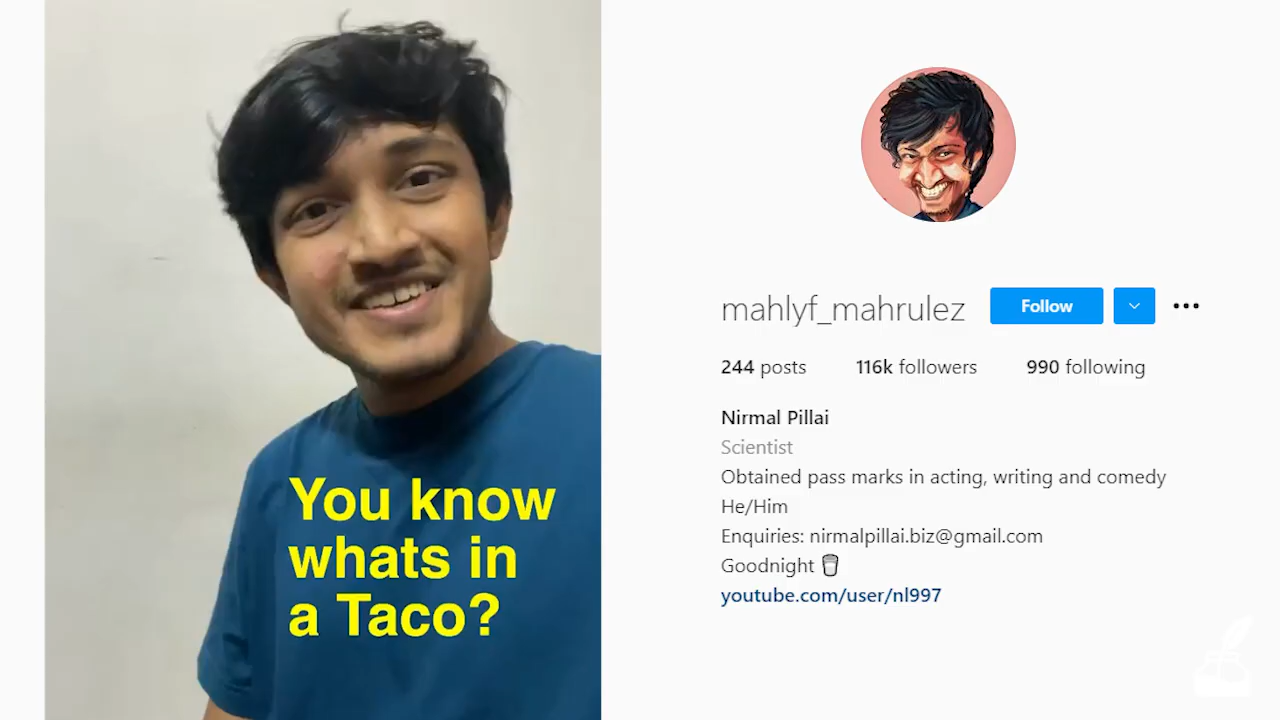 You know
whats in
a Taco?
mahlyf_mahrulez
Follow
244 posts 116k followers 990 following
Nirmal Pillai
Scientist
Obtained pass marks in acting, writing and comedy
He/Him
Enquiries: nirmalpillai.biz@gmail.com
Goodnight 🥛
youtube.com/user/nl997